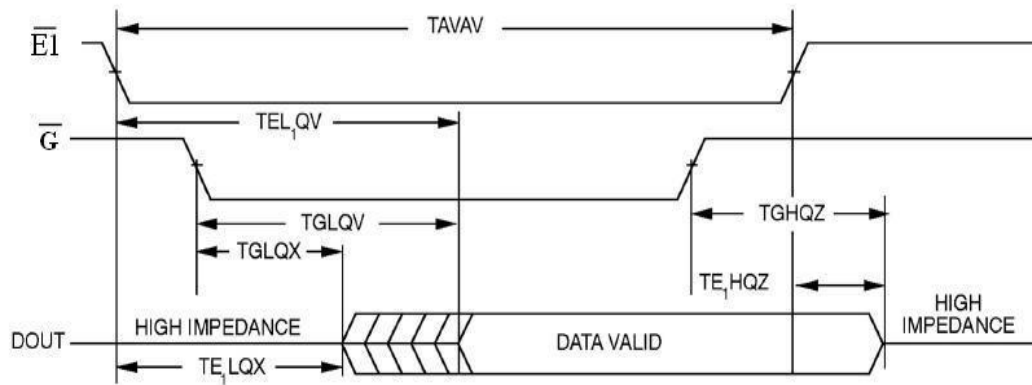 TAVAV
E1
TEL₁QV
G
TGLQV
TGHQZ
TGLQX
TE₁HQZ
HIGH IMPEDANCE
HIGH IMPEDANCE
DOUT
DATA VALID
TE₁LQX